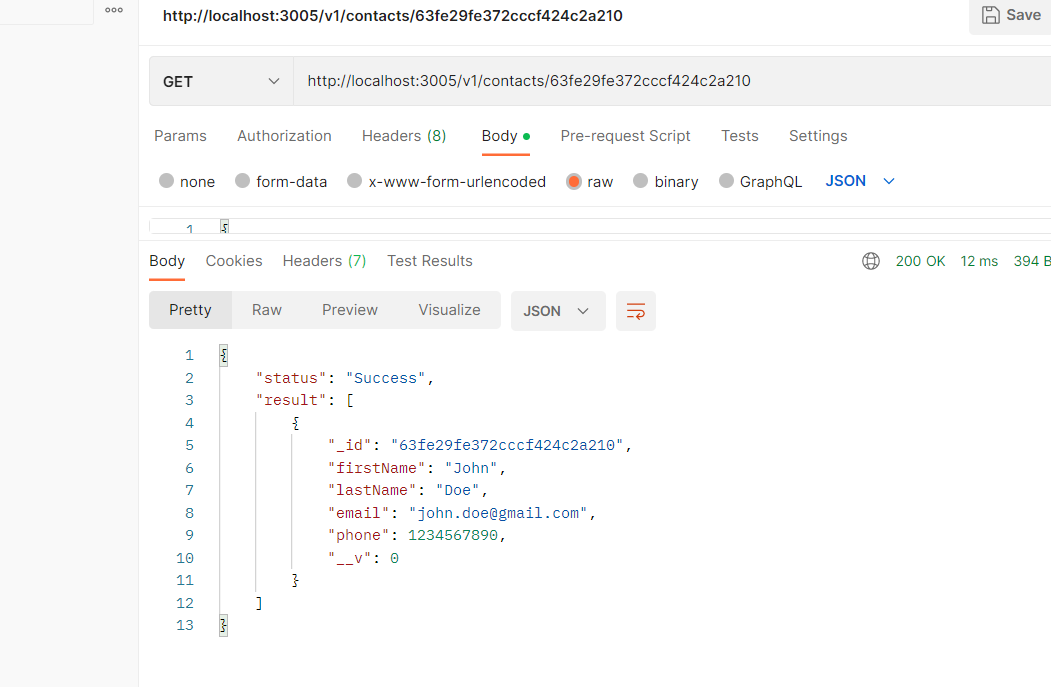 http://localhost:3005/v1/contacts/63fe29fe372cccf424c2a210 Save
GET http://localhost:3005/v1/contacts/63fe29fe372cccf424c2a210
Params Authorization Headers (8) Body Pre-request Script Tests Settings
none form-data x-www-form-urlencoded raw binary GraphQL JSON
1 {
Body Cookies Headers (7) Test Results 200 OK 12 ms 394 B
Pretty Raw Preview Visualize JSON
1 {
2 "status": "Success",
3 "result": [
4 {
5 "_id": "63fe29fe372cccf424c2a210",
6 "firstName": "John",
7 "lastName": "Doe",
8 "email": "john.doe@gmail.com",
9 "phone": 1234567890,
10 "__v": 0
11 }
12 ]
13 }